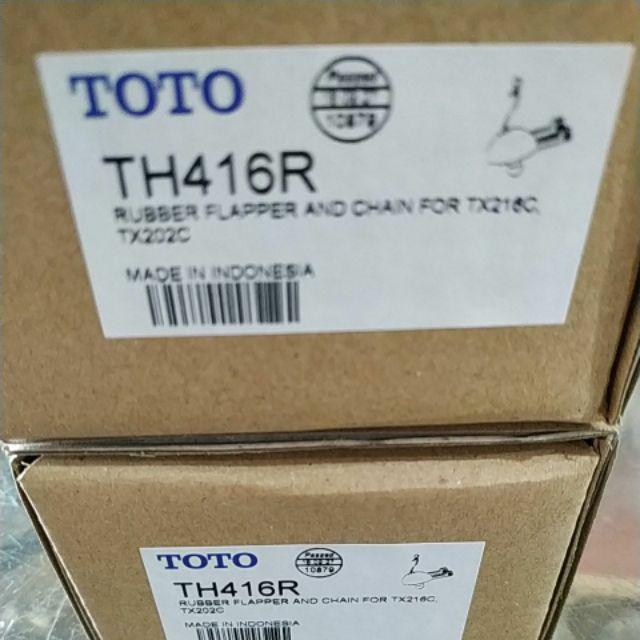 TOTO
Passed
10879
TH416R
RUBBER FLAPPER AND CHAIN FOR TX216C,
TX202C
MADE IN INDONESIA
TOTO
Passed
10879
TH416R
RUBBER FLAPPER AND CHAIN FOR TX216C,
TX202C
MADE IN INDONESIA